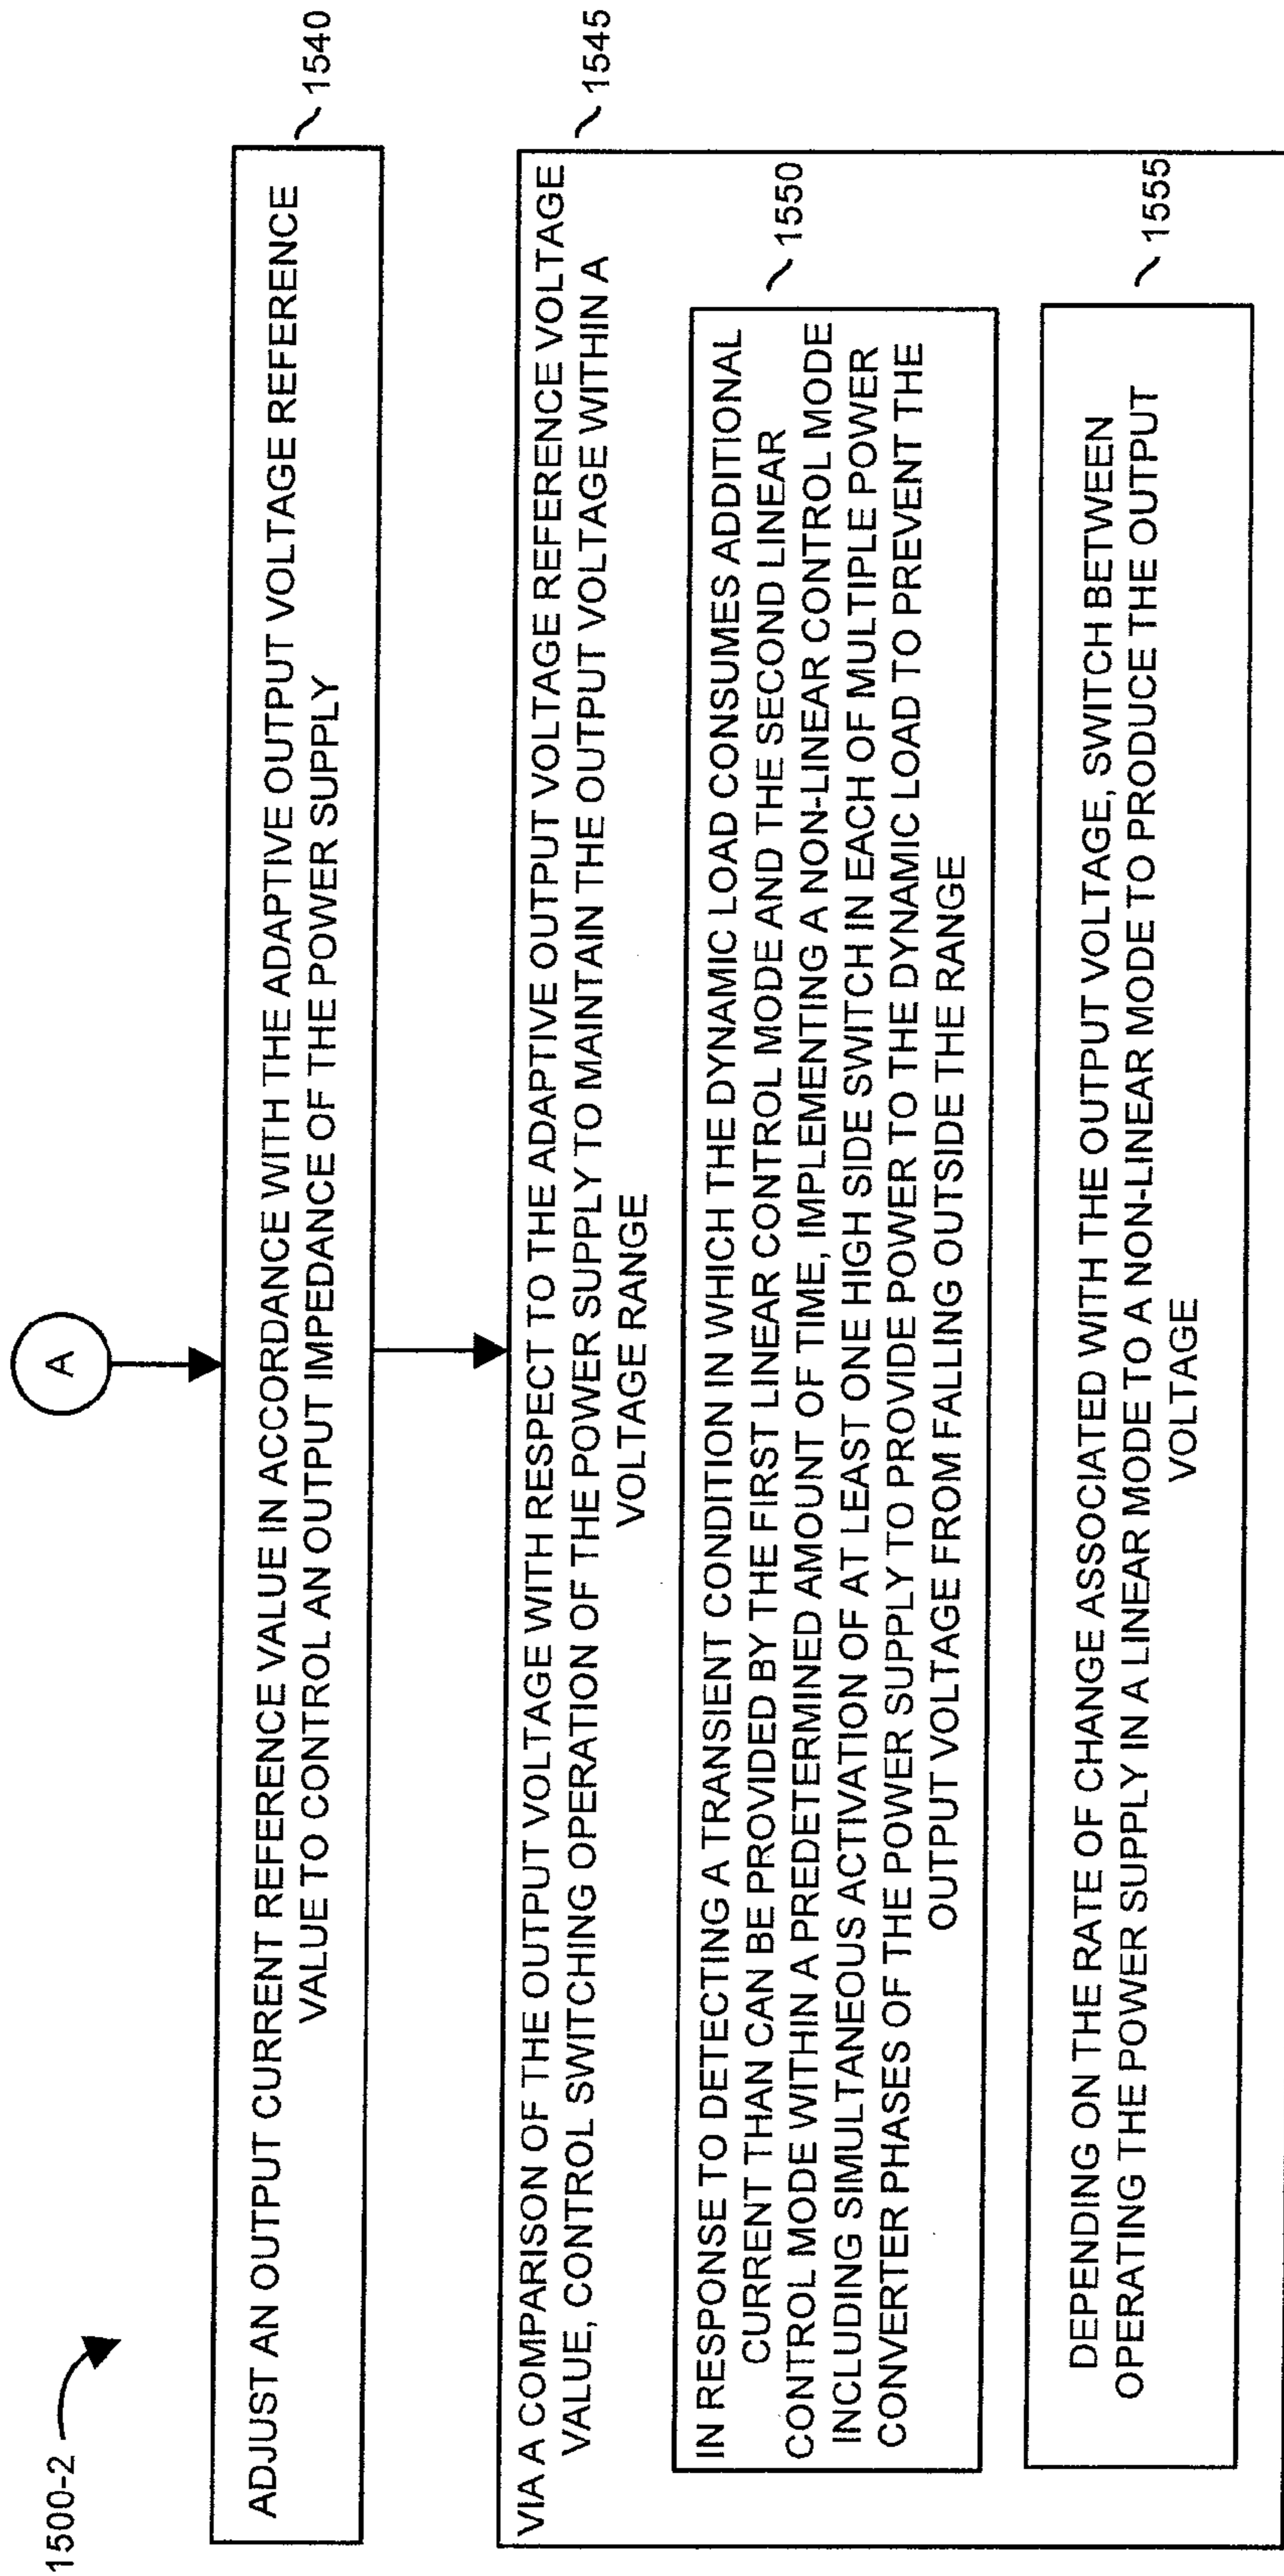 1500-2
A
ADJUST AN OUTPUT CURRENT REFERENCE VALUE IN ACCORDANCE WITH THE ADAPTIVE OUTPUT VOLTAGE REFERENCE
VALUE TO CONTROL AN OUTPUT IMPEDANCE OF THE POWER SUPPLY
1540
VIA A COMPARISON OF THE OUTPUT VOLTAGE WITH RESPECT TO THE ADAPTIVE OUTPUT VOLTAGE REFERENCE VOLTAGE
VALUE, CONTROL SWITCHING OPERATION OF THE POWER SUPPLY TO MAINTAIN THE OUTPUT VOLTAGE WITHIN A
VOLTAGE RANGE
1545
IN RESPONSE TO DETECTING A TRANSIENT CONDITION IN WHICH THE DYNAMIC LOAD CONSUMES ADDITIONAL
CURRENT THAN CAN BE PROVIDED BY THE FIRST LINEAR CONTROL MODE AND THE SECOND LINEAR
CONTROL MODE WITHIN A PREDETERMINED AMOUNT OF TIME, IMPLEMENTING A NON-LINEAR CONTROL MODE
INCLUDING SIMULTANEOUS ACTIVATION OF AT LEAST ONE HIGH SIDE SWITCH IN EACH OF MULTIPLE POWER
CONVERTER PHASES OF THE POWER SUPPLY TO PROVIDE POWER TO THE DYNAMIC LOAD TO PREVENT THE
OUTPUT VOLTAGE FROM FALLING OUTSIDE THE RANGE
1550
DEPENDING ON THE RATE OF CHANGE ASSOCIATED WITH THE OUTPUT VOLTAGE, SWITCH BETWEEN
OPERATING THE POWER SUPPLY IN A LINEAR MODE TO A NON-LINEAR MODE TO PRODUCE THE OUTPUT
VOLTAGE
1555